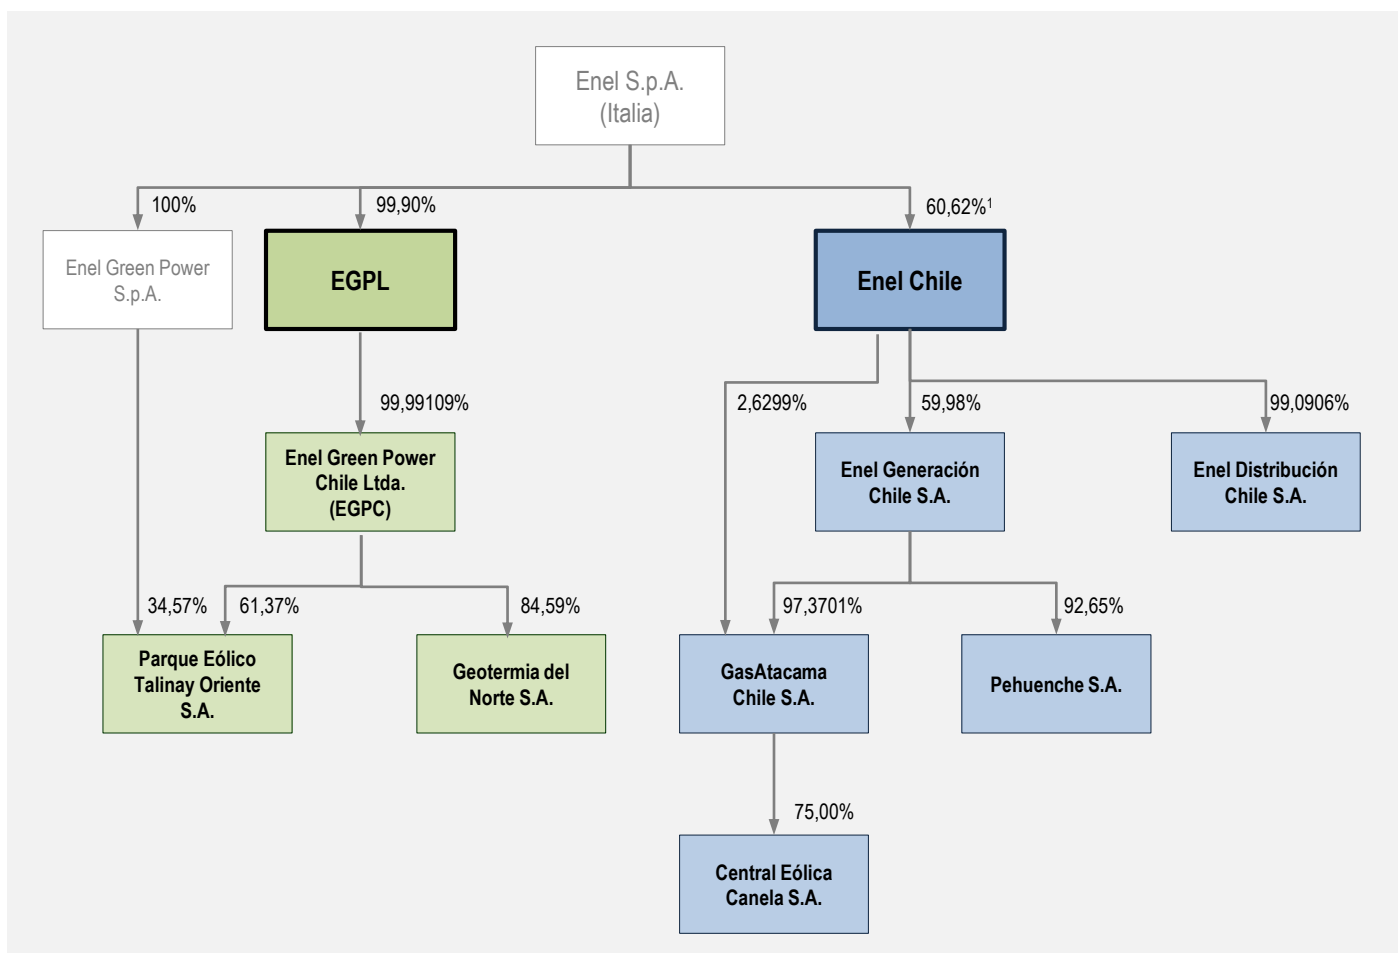 Enel S.p.A.
(Italia)
100%
99,90%
60,62%¹
Enel Green Power
S.p.A.
EGPL
Enel Chile
99,99109%
2,6299%
59,98%
99,0906%
Enel Green Power
Chile Ltda.
(EGPC)
Enel Generación
Chile S.A.
Enel Distribución
Chile S.A.
34,57%
61,37%
84,59%
97,3701%
92,65%
Parque Eólico
Talinay Oriente
S.A.
Geotermia del
Norte S.A.
GasAtacama
Chile S.A.
Pehuenche S.A.
75,00%
Central Eólica
Canela S.A.